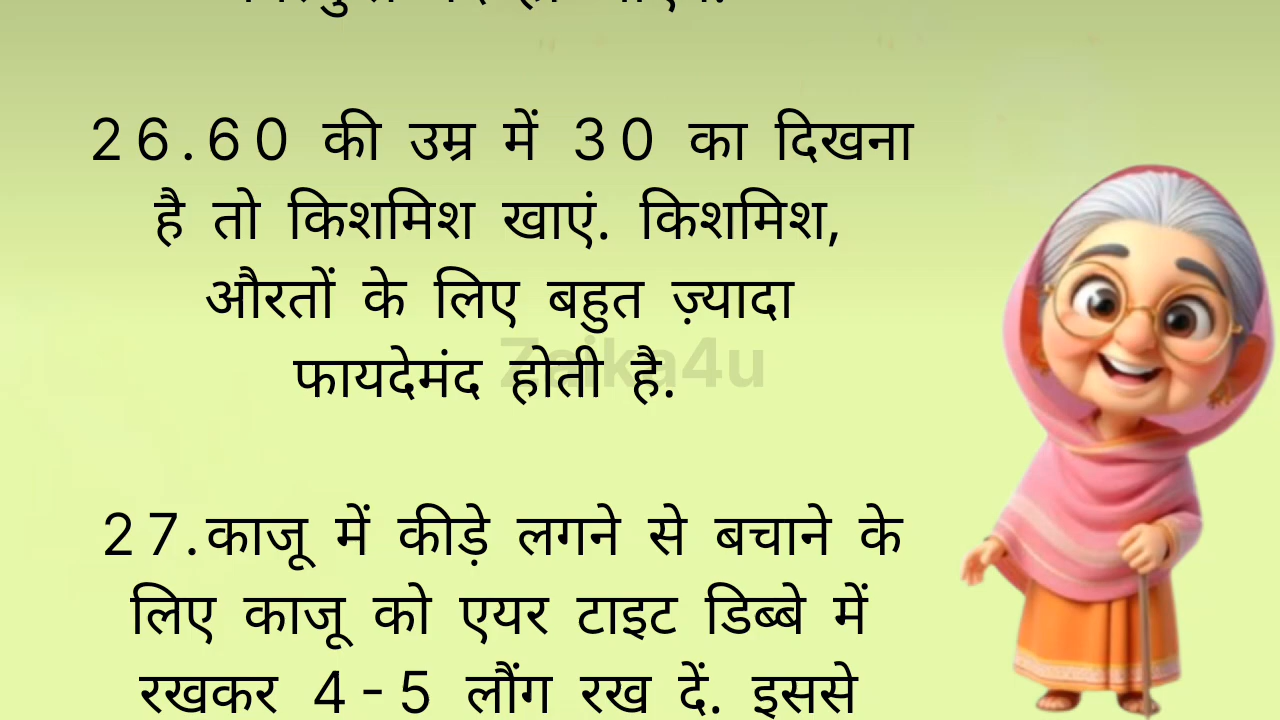 26.60 की उम्र में 30 का दिखना
है तो किशमिश खाएं. किशमिश,
औरतों के लिए बहुत ज़्यादा
फायदेमंद होती है.
Zaika4u
27.काजू में कीड़े लगने से बचाने के
लिए काजू को एयर टाइट डिब्बे में
रखकर 4-5 लौंग रख दें. इससे